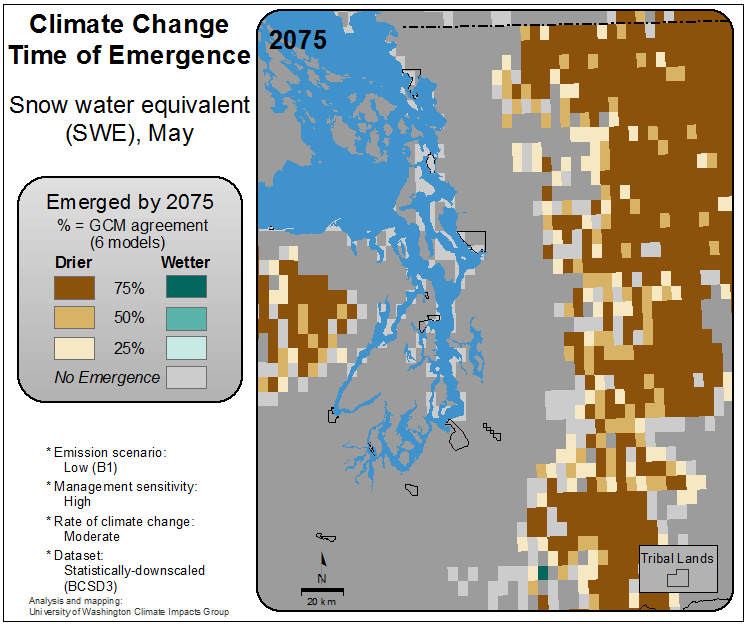 Climate Change
Time of Emergence
Snow water equivalent
(SWE), May
Emerged by 2075
% = GCM agreement
(6 models)
Drier Wetter
75%
50%
25%
No Emergence
* Emission scenario:
Low (B1)
* Management sensitivity:
High
* Rate of climate change:
Moderate
* Dataset:
Statistically-downscaled
(BCSD3)
Analysis and mapping:
University of Washington Climate Impacts Group
2075
N
20 km
Tribal Lands